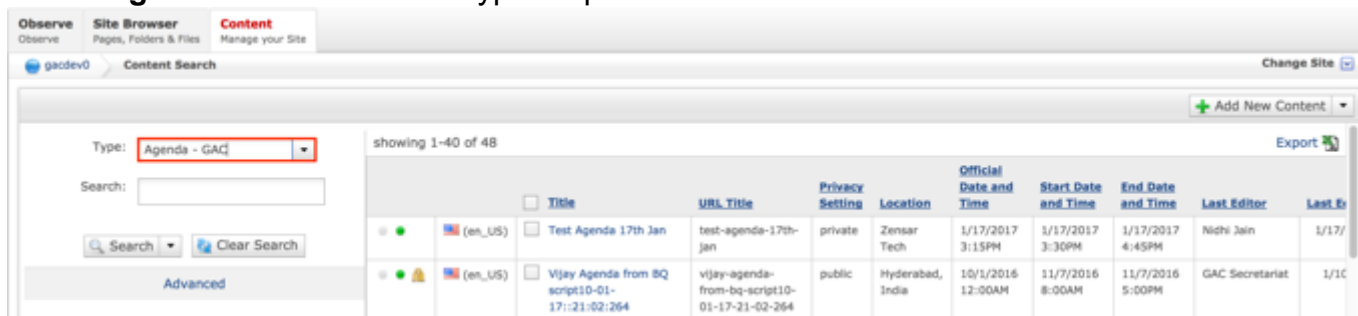 Observe Site Browser Content
Observe Pages, Folders & Files Manage your Site
gacdev0 Content Search Change Site
Add New Content
Type: Agenda - GAC
showing 1-40 of 48 Export
Search:
Search Clear Search
Advanced
Title URL Title Privacy Setting Location Official Date and Time Start Date and Time End Date and Time Last Editor
(en_US) Test Agenda 17th Jan test-agenda-17th-jan private Zensar Tech 1/17/2017 3:15PM 1/17/2017 3:30PM 1/17/2017 4:45PM Nidhi Jain 1/17/
(en_US) Vijay Agenda from BQ script10-01-17::21:02:264 vijay-agenda-from-bq-script10-01-17-21-02-264 public Hyderabad, India 10/1/2016 12:00AM 11/7/2016 8:00AM 11/7/2016 5:00PM GAC Secretariat